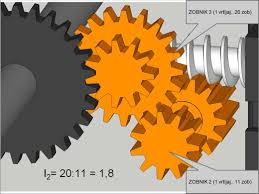 ZOBNIK 3 (1 vrtljaj, 20 zob)
I₂= 20:11 = 1,8
ZOBNIK 2 (1 vrtljaj, 11 zob)